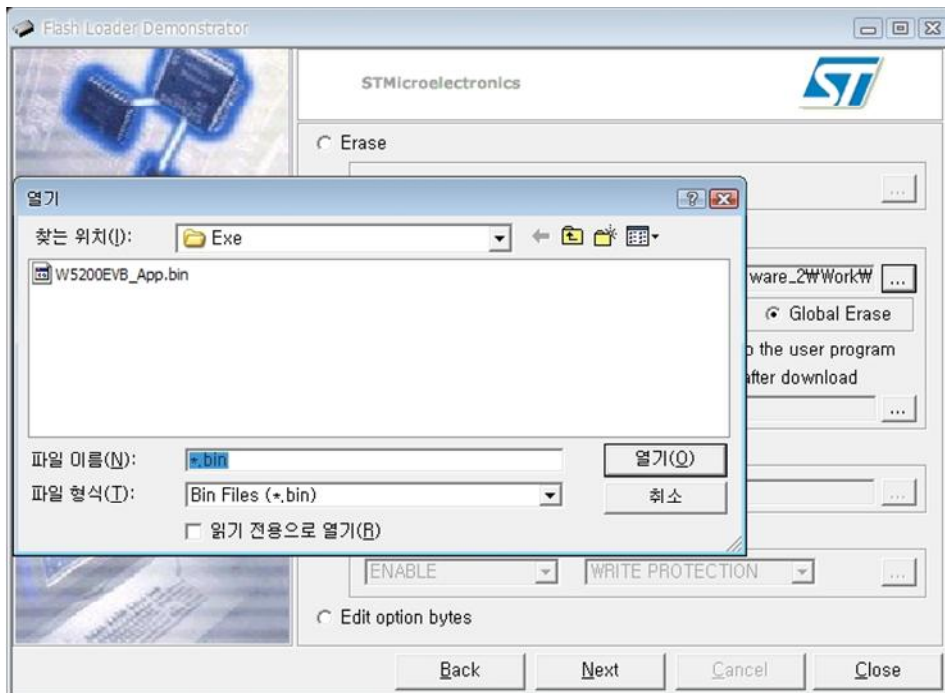 Flash Loader Demonstrator
STMicroelectronics
ST
Erase
...
열기
찾는 위치(I):
Exe
W5200EVB_App.bin
ware_2₩Work₩
...
Global Erase
o the user program
after download
...
파일 이름(N):
*.bin
열기(O)
파일 형식(T):
Bin Files (*.bin)
취소
...
읽기 전용으로 열기(R)
ENABLE
WRITE PROTECTION
...
Edit option bytes
Back
Next
Cancel
Close